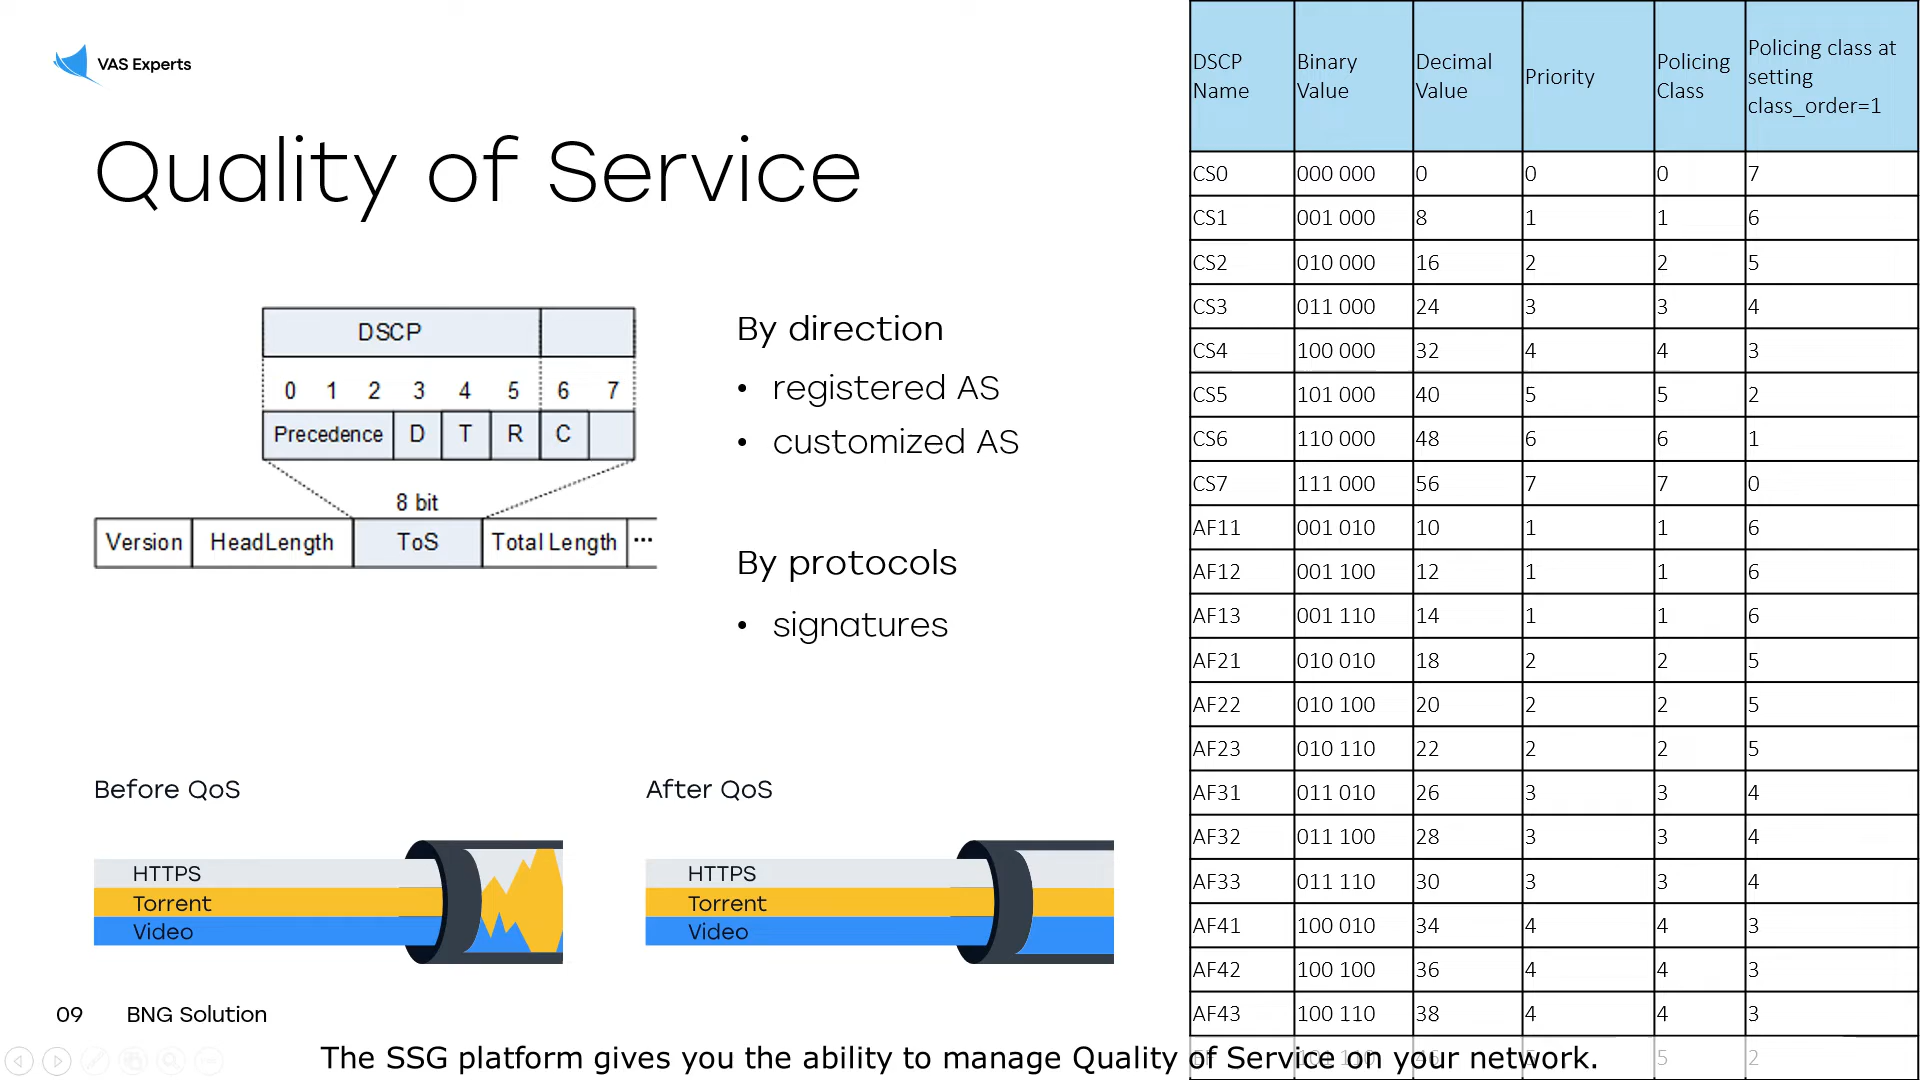 VAS Experts
Quality of Service
DSCP
0 1 2 3 4 5 6 7
Precedence D T R C
8 bit
Version HeadLength ToS Total Length ...
By direction
• registered AS
• customized AS
By protocols
• signatures
Before QoS
HTTPS
Torrent
Video
After QoS
HTTPS
Torrent
Video
09 BNG Solution
DSCP Name Binary Value Decimal Value Priority Policing Class Policing class at setting class_order=1
CS0 000 000 0 0 0 7
CS1 001 000 8 1 1 6
CS2 010 000 16 2 2 5
CS3 011 000 24 3 3 4
CS4 100 000 32 4 4 3
CS5 101 000 40 5 5 2
CS6 110 000 48 6 6 1
CS7 111 000 56 7 7 0
AF11 001 010 10 1 1 6
AF12 001 100 12 1 1 6
AF13 001 110 14 1 1 6
AF21 010 010 18 2 2 5
AF22 010 100 20 2 2 5
AF23 010 110 22 2 2 5
AF31 011 010 26 3 3 4
AF32 011 100 28 3 3 4
AF33 011 110 30 3 3 4
AF41 100 010 34 4 4 3
AF42 100 100 36 4 4 3
AF43 100 110 38 4 4 3
5 2
The SSG platform gives you the ability to manage Quality of Service on your network.